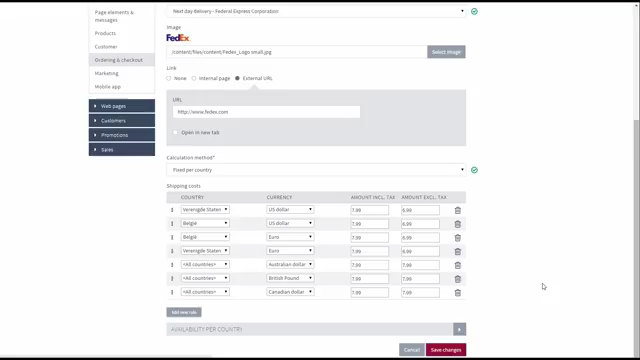 Page elements & messages
Products
Customer
Ordering & checkout
Marketing
Mobile app
Web pages
Customers
Promotions
Sales
Next day delivery - Federal Express Corporation
Image
FedEx
/content/files/content/Fedex_Logo small.jpg
Select image
Link
None Internal page External URL
URL
http://www.fedex.com
Open in new tab
Calculation method*
Fixed per country
Shipping costs
COUNTRY CURRENCY AMOUNT INCL. TAX AMOUNT EXCL. TAX
Verenigde Staten US dollar 7.99 6.99
België US dollar 7.99 6.99
België Euro 7.99 6.99
Verenigde Staten Euro 7.99 6.99
<All countries> Australian dollar 7.99 7.99
<All countries> British Pound 7.99 7.99
<All countries> Canadian dollar 7.99 7.99
Add new rule
AVAILABILITY PER COUNTRY
Cancel Save changes